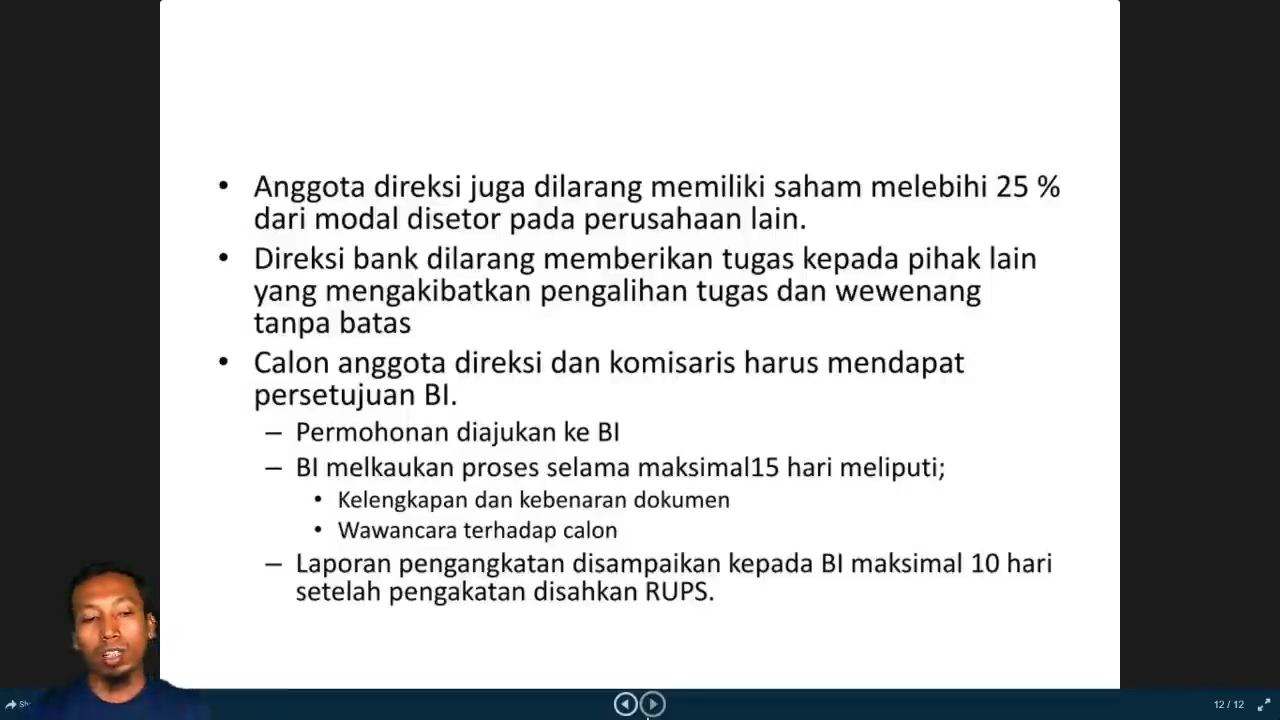 • Anggota direksi juga dilarang memiliki saham melebihi 25 %
dari modal disetor pada perusahaan lain.
• Direksi bank dilarang memberikan tugas kepada pihak lain
yang mengakibatkan pengalihan tugas dan wewenang
tanpa batas
• Calon anggota direksi dan komisaris harus mendapat
persetujuan BI.
– Permohonan diajukan ke BI
– BI melkaukan proses selama maksimal15 hari meliputi;
• Kelengkapan dan kebenaran dokumen
• Wawancara terhadap calon
– Laporan pengangkatan disampaikan kepada BI maksimal 10 hari
setelah pengakatan disahkan RUPS.
12 / 12